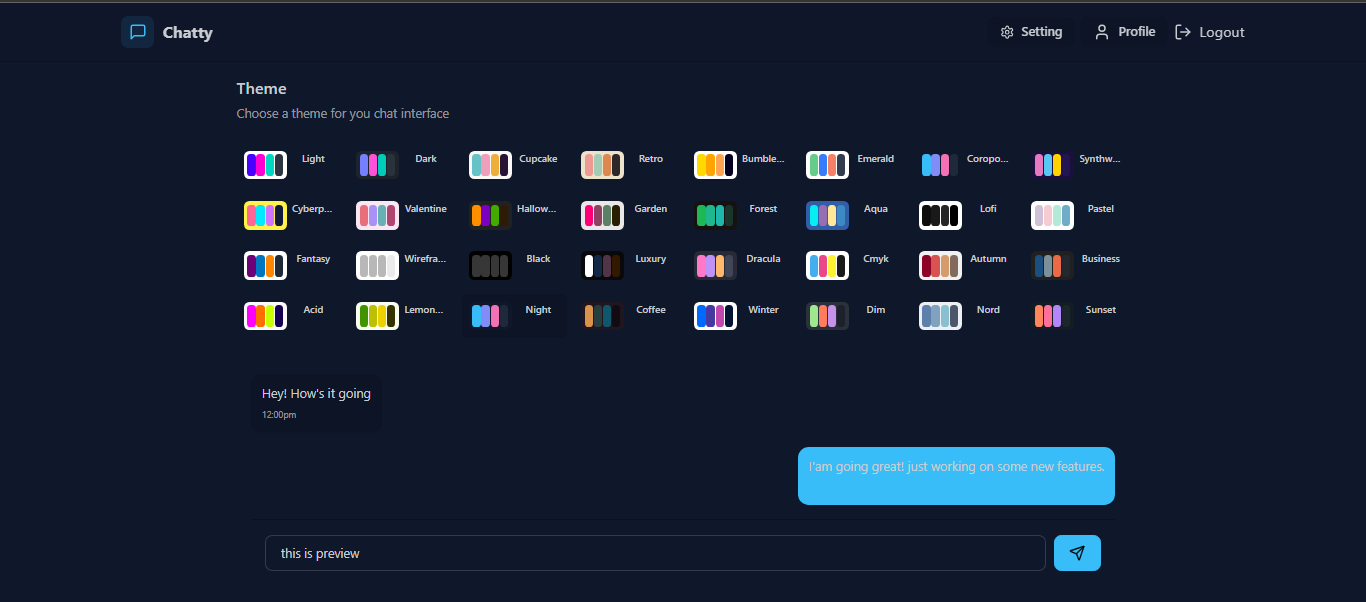 Chatty
Setting Profile Logout
Theme
Choose a theme for you chat interface
Light Dark Cupcake Retro Bumble... Emerald Coropo... Synthw...
Cyberp... Valentine Hallow... Garden Forest Aqua Lofi Pastel
Fantasy Wirefra... Black Luxury Dracula Cmyk Autumn Business
Acid Lemon... Night Coffee Winter Dim Nord Sunset
Hey! How's it going
12:00pm
I'am going great! just working on some new features.
this is preview